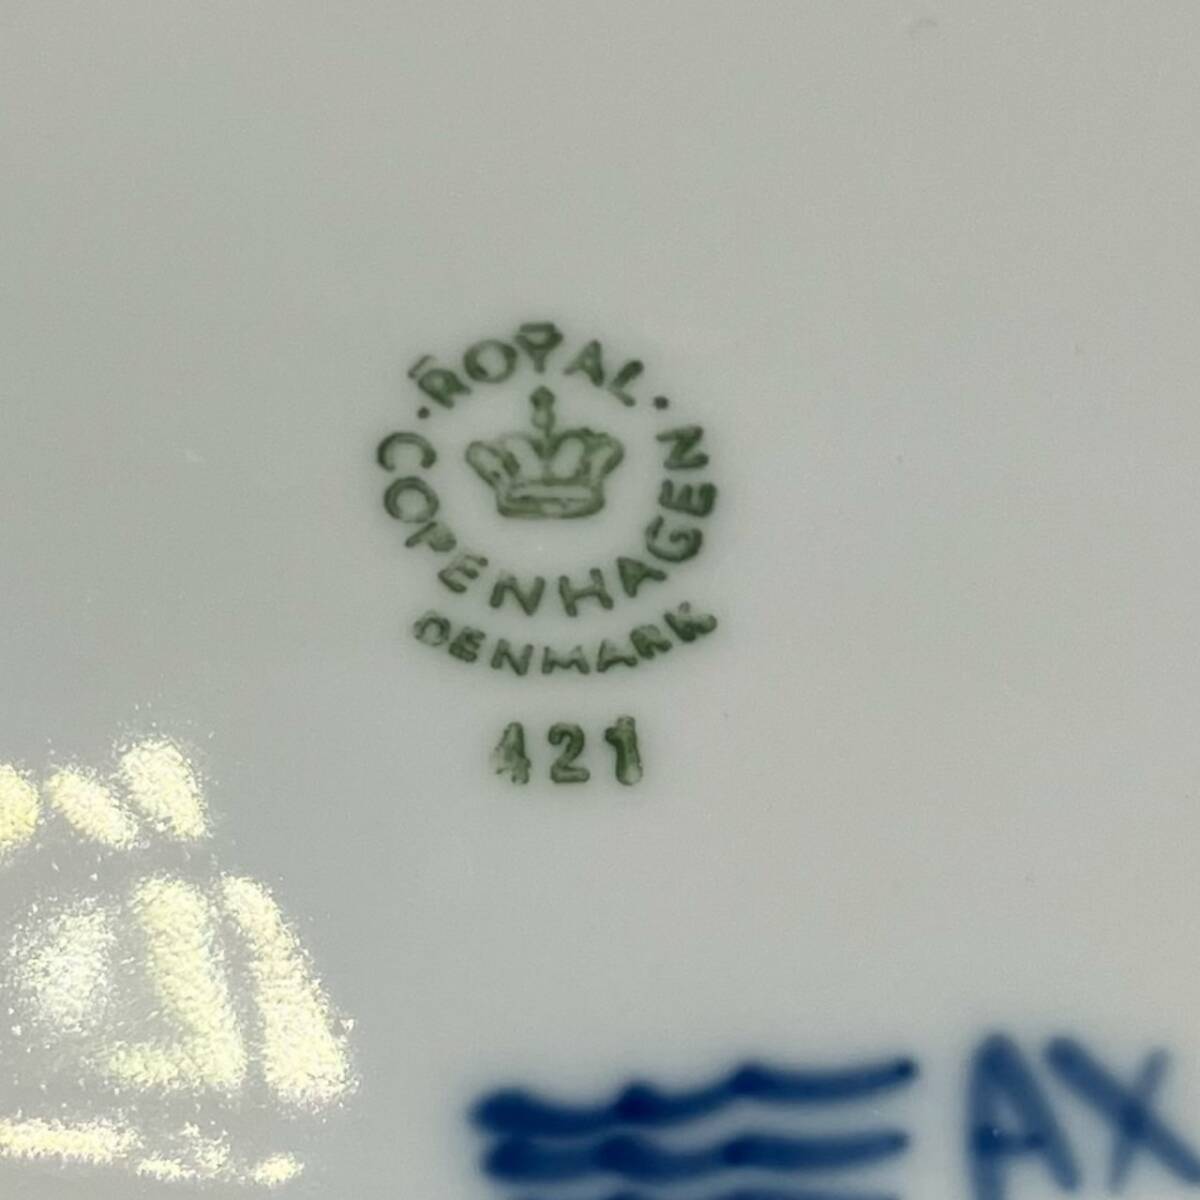 · ROYAL ·
COPENHAGEN
DENMARK
421
AX